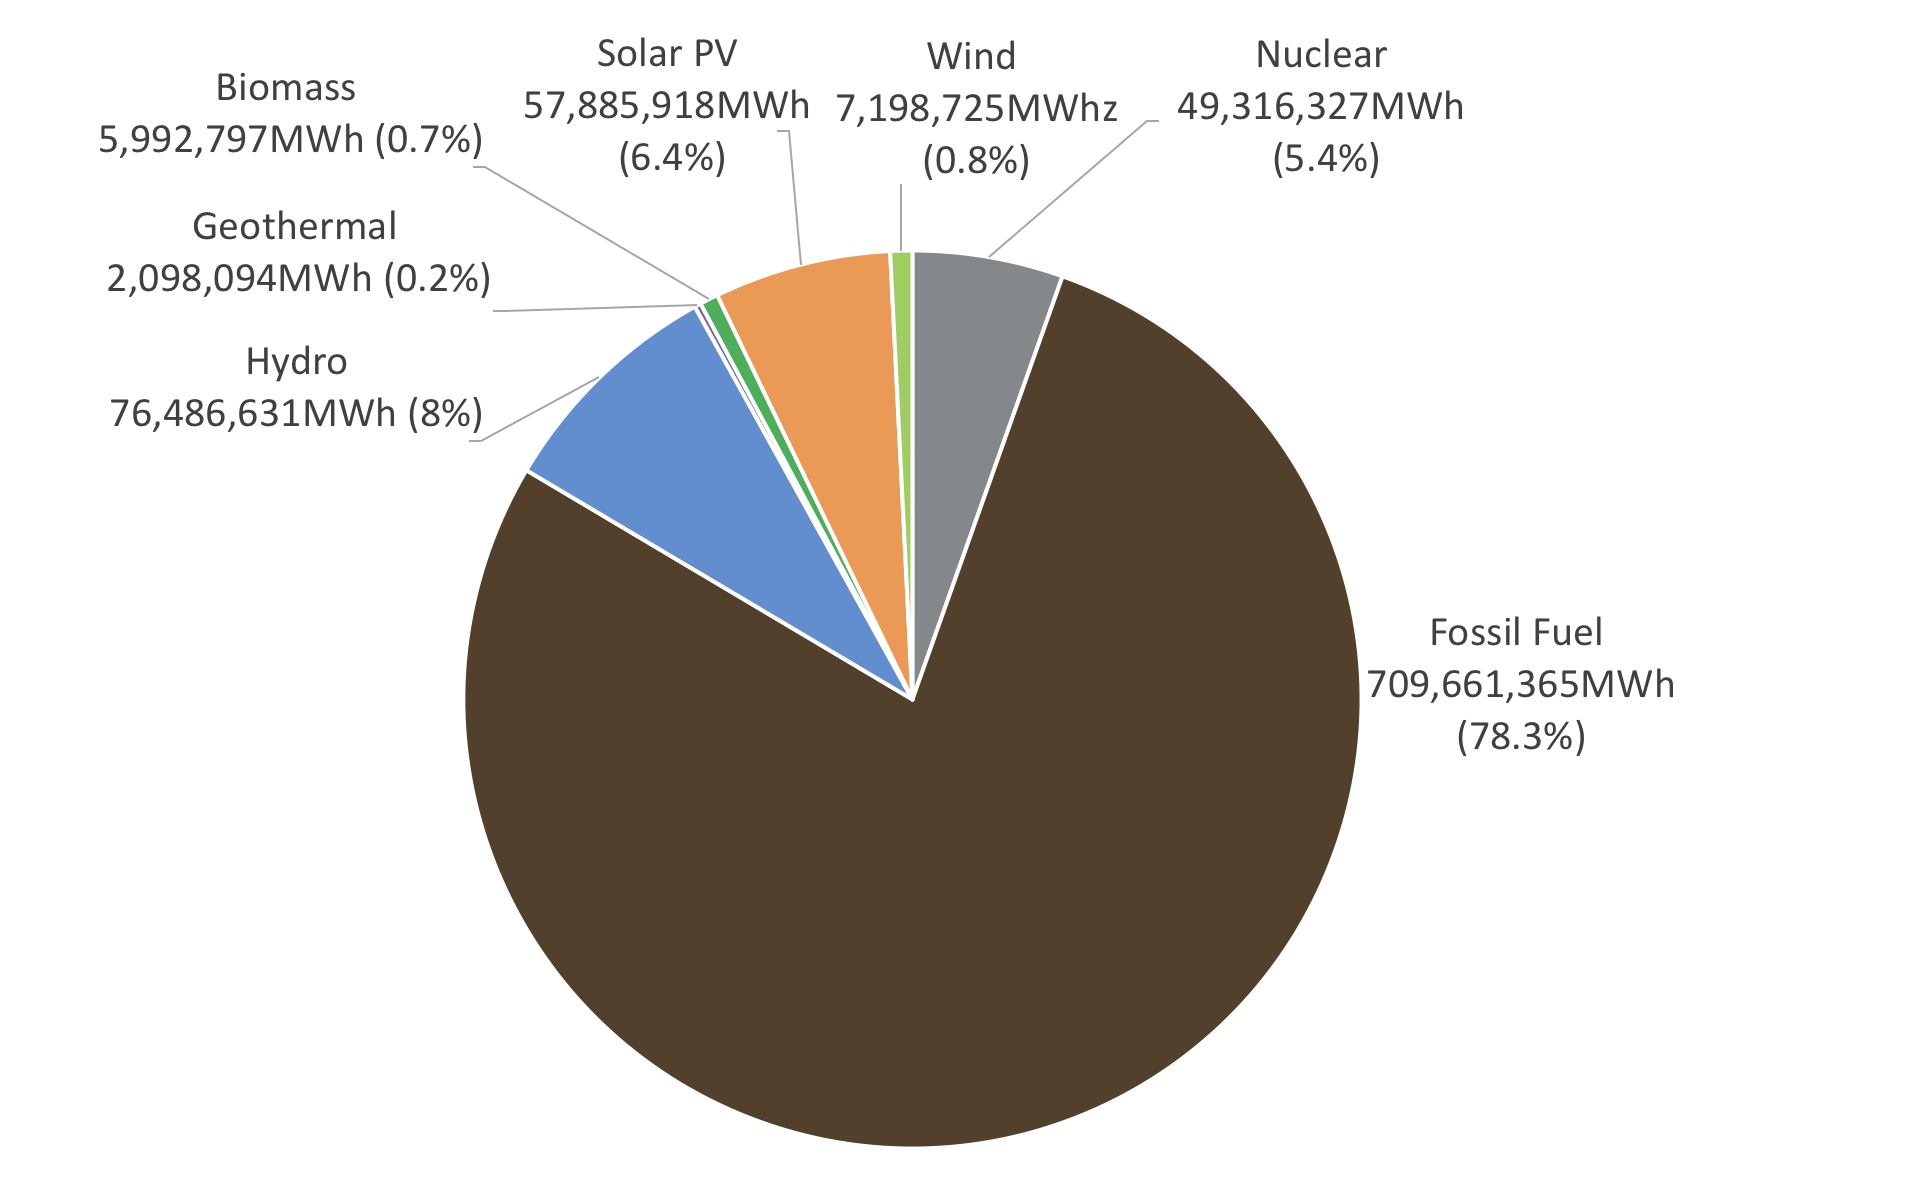 Solar PV
57,885,918MWh
(6.4%)
Wind
7,198,725MWhz
(0.8%)
Nuclear
49,316,327MWh
(5.4%)
Biomass
5,992,797MWh (0.7%)
Geothermal
2,098,094MWh (0.2%)
Hydro
76,486,631MWh (8%)
Fossil Fuel
709,661,365MWh
(78.3%)